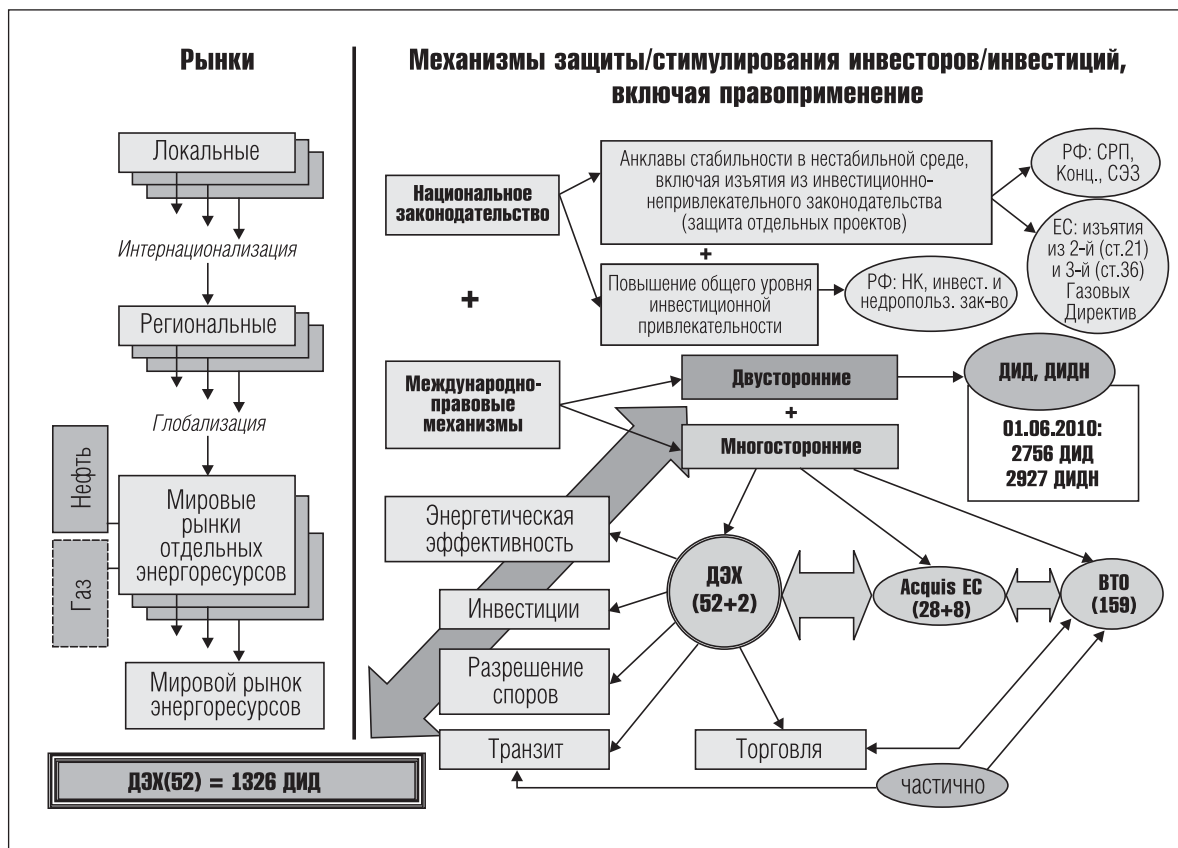 Рынки
Локальные
Интернационализация
Региональные
Глобализация
Нефть
Газ
Мировые
рынки
отдельных
энергоресурсов
Мировой рынок
энергоресурсов
ДЭХ(52) = 1326 ДИД
Механизмы защиты/стимулирования инвесторов/инвестиций,
включая правоприменение
Национальное
законодательство
+
Международно-
правовые
механизмы
Анклавы стабильности в нестабильной среде,
включая изъятия из инвестиционно-
непривлекательного законодательства
(защита отдельных проектов)
+
Повышение общего уровня
инвестиционной
привлекательности
РФ: СРП,
Конц., СЭЗ
ЕС: изъятия
из 2-й (ст.21)
и 3-й (ст.36)
Газовых
Директив
РФ: НК, инвест. и
недрополъз. зак-во
Двусторонние
+
Многосторонние
ДИД, ДИДН
01.06.2010:
2756 ДИД
2927 ДИДН
Энергетическая
эффективность
Инвестиции
Разрешение
споров
Транзит
ДЭХ
(52+2)
Acquis ЕС
(28+8)
ВТО
(159)
Торговля
частично